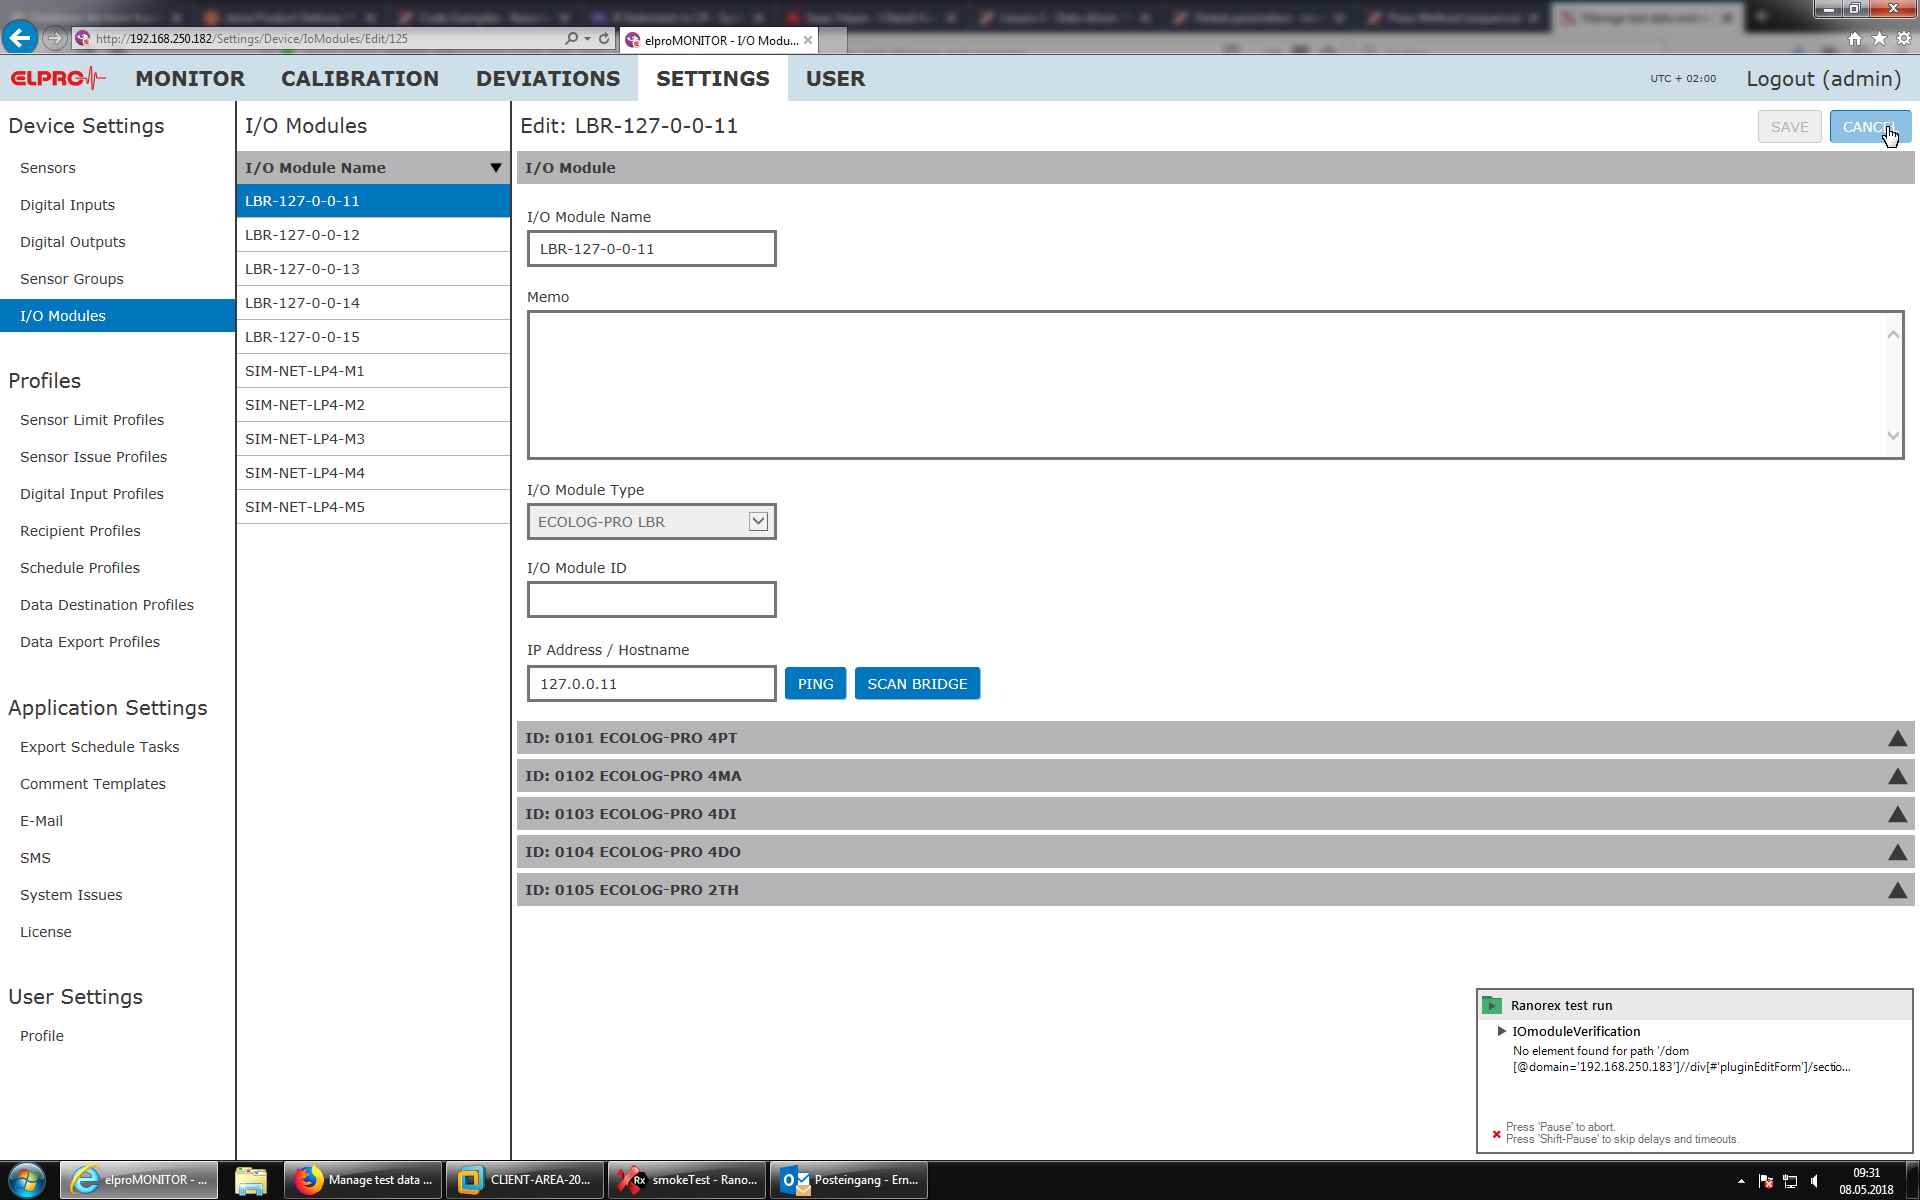 http://192.168.250.182/Settings/Device/IoModules/Edit/125
elproMONITOR - I/O Modu...
ELPRO
MONITOR
CALIBRATION
DEVIATIONS
SETTINGS
USER
UTC + 02:00
Logout (admin)
Device Settings
Sensors
Digital Inputs
Digital Outputs
Sensor Groups
I/O Modules
Profiles
Sensor Limit Profiles
Sensor Issue Profiles
Digital Input Profiles
Recipient Profiles
Schedule Profiles
Data Destination Profiles
Data Export Profiles
Application Settings
Export Schedule Tasks
Comment Templates
E-Mail
SMS
System Issues
License
User Settings
Profile
I/O Modules
I/O Module Name
LBR-127-0-0-11
LBR-127-0-0-12
LBR-127-0-0-13
LBR-127-0-0-14
LBR-127-0-0-15
SIM-NET-LP4-M1
SIM-NET-LP4-M2
SIM-NET-LP4-M3
SIM-NET-LP4-M4
SIM-NET-LP4-M5
Edit: LBR-127-0-0-11
SAVE
CANCEL
I/O Module
I/O Module Name
LBR-127-0-0-11
Memo
I/O Module Type
ECOLOG-PRO LBR
I/O Module ID
IP Address / Hostname
127.0.0.11
PING
SCAN BRIDGE
ID: 0101 ECOLOG-PRO 4PT
ID: 0102 ECOLOG-PRO 4MA
ID: 0103 ECOLOG-PRO 4DI
ID: 0104 ECOLOG-PRO 4DO
ID: 0105 ECOLOG-PRO 2TH
Ranorex test run
IOmoduleVerification
No element found for path '/dom
[@domain='192.168.250.183']//div[#'pluginEditForm']/sectio...
Press 'Pause' to abort.
Press 'Shift-Pause' to skip delays and timeouts.
elproMONITOR - ...
Manage test data ...
CLIENT-AREA-20...
Rx
smokeTest - Rano...
Posteingang - Ern...
09:31
08.05.2018